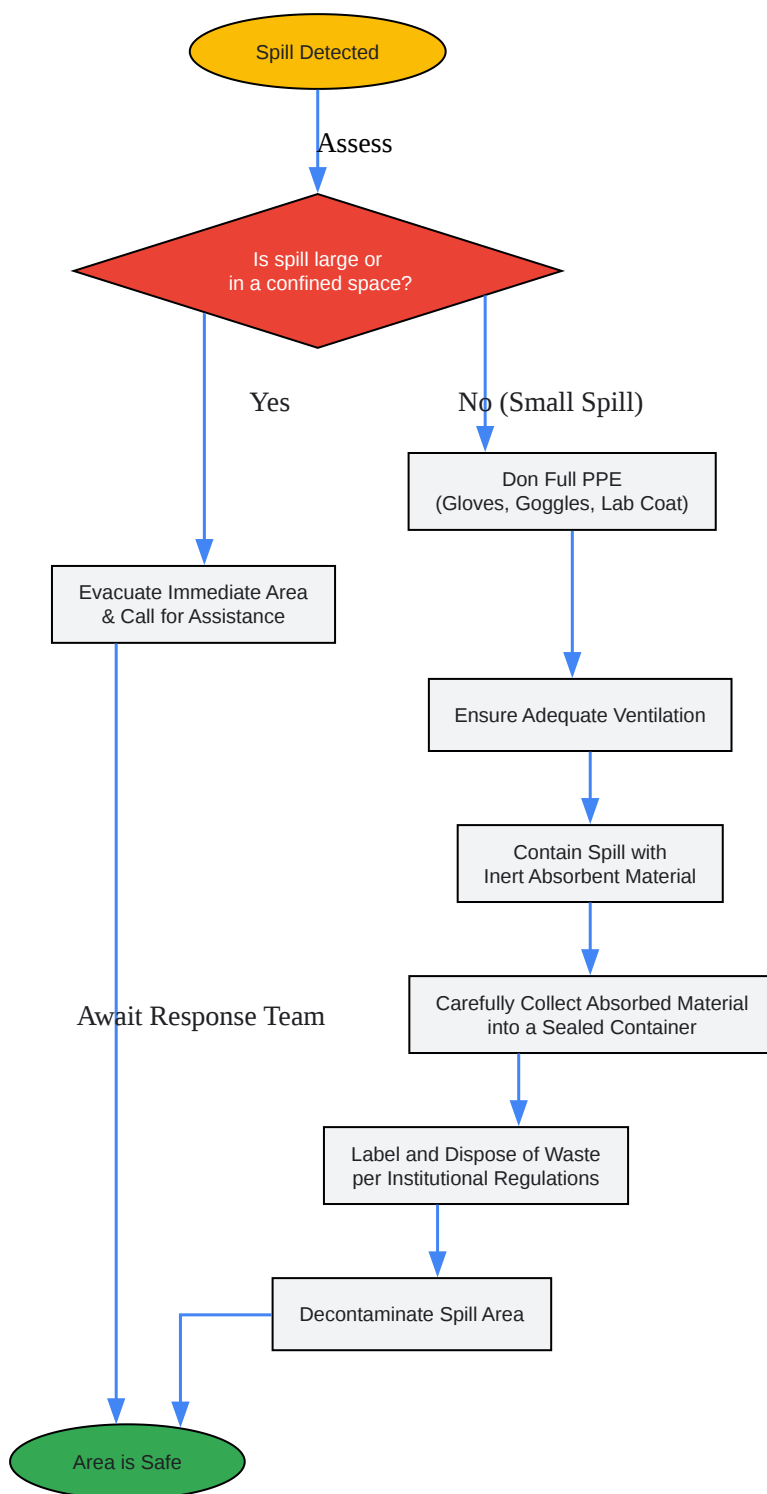 Spill Detected
Assess
Is spill large or
in a confined space?
Yes
No (Small Spill)
Don Full PPE
(Gloves, Goggles, Lab Coat)
Evacuate Immediate Area
& Call for Assistance
Ensure Adequate Ventilation
Contain Spill with
Inert Absorbent Material
Await Response Team
Carefully Collect Absorbed Material
into a Sealed Container
Label and Dispose of Waste
per Institutional Regulations
Decontaminate Spill Area
Area is Safe